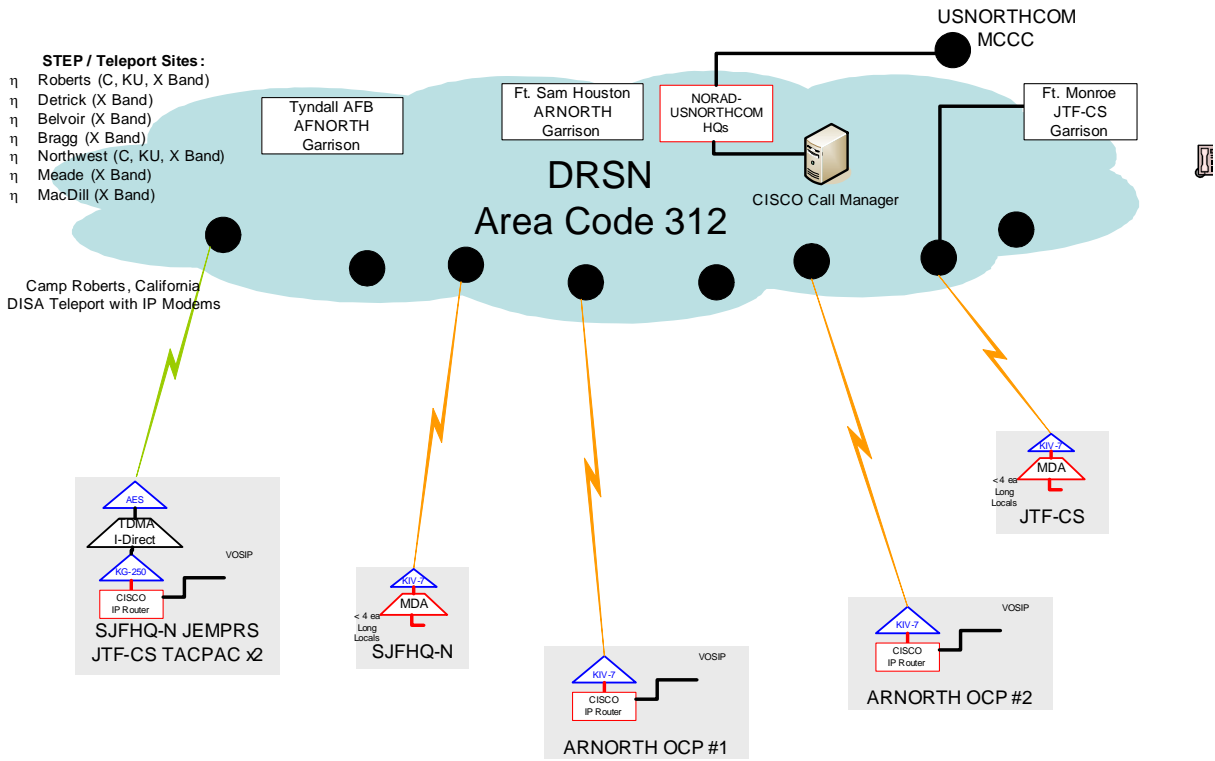 USNORTHCOM
MCCC
STEP / Teleport Sites:
η Roberts (C, KU, X Band)
η Detrick (X Band)
η Belvoir (X Band)
η Bragg (X Band)
η Northwest (C, KU, X Band)
η Meade (X Band)
η MacDill (X Band)
Tyndall AFB
AFNORTH
Garrison
Ft. Sam Houston
ARNORTH
Garrison
NORAD-
USNORTHCOM
HQs
Ft. Monroe
JTF-CS
Garrison
DRSN
Area Code 312
CISCO Call Manager
Camp Roberts, California
DISA Teleport with IP Modems
AES
TDMA
I-Direct
KG-250
CISCO
IP Router
VOSIP
SJFHQ-N JEMPRS
JTF-CS TACPAC x2
KIV-7
MDA
< 4 ea
Long
Locals
SJFHQ-N
KIV-7
CISCO
IP Router
VOSIP
ARNORTH OCP #1
KIV-7
CISCO
IP Router
VOSIP
ARNORTH OCP #2
KIV-7
MDA
< 4 ea
Long
Locals
JTF-CS